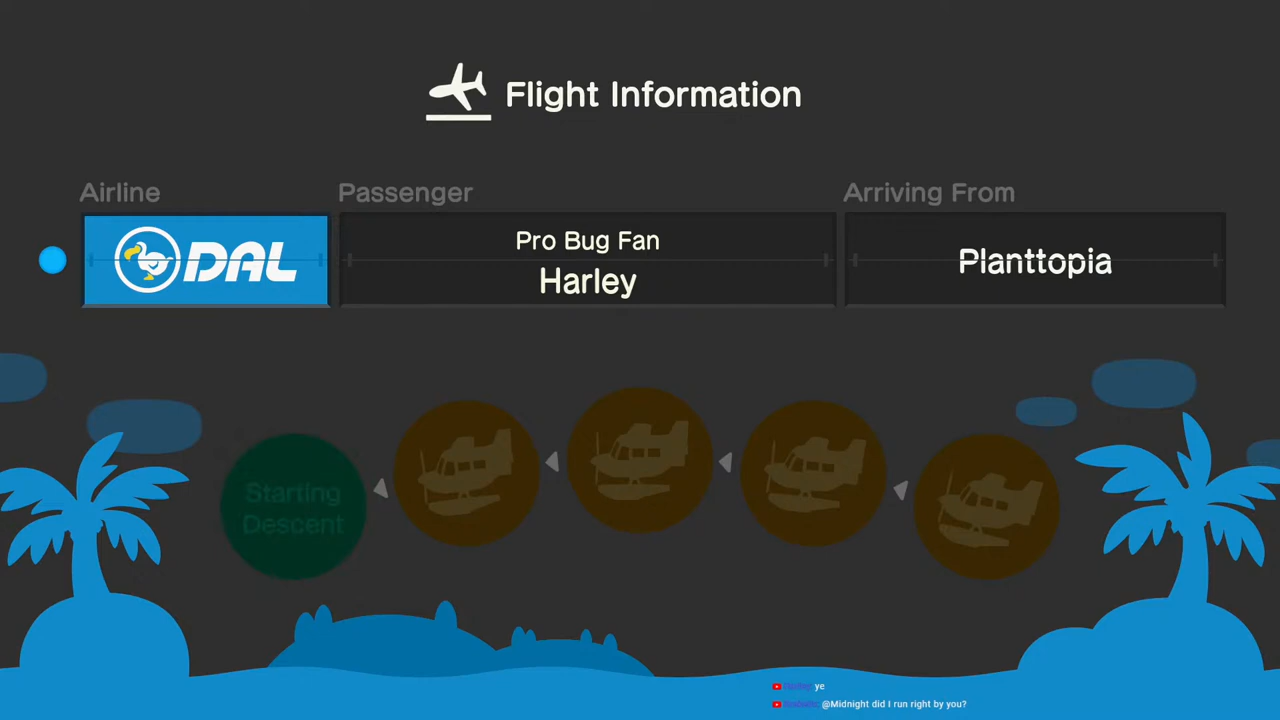 Flight Information
Airline
Passenger
Arriving From
DAL
Pro Bug Fan
Harley
Planttopia
Starting
Descent
ye
@Midnight did I run right by you?